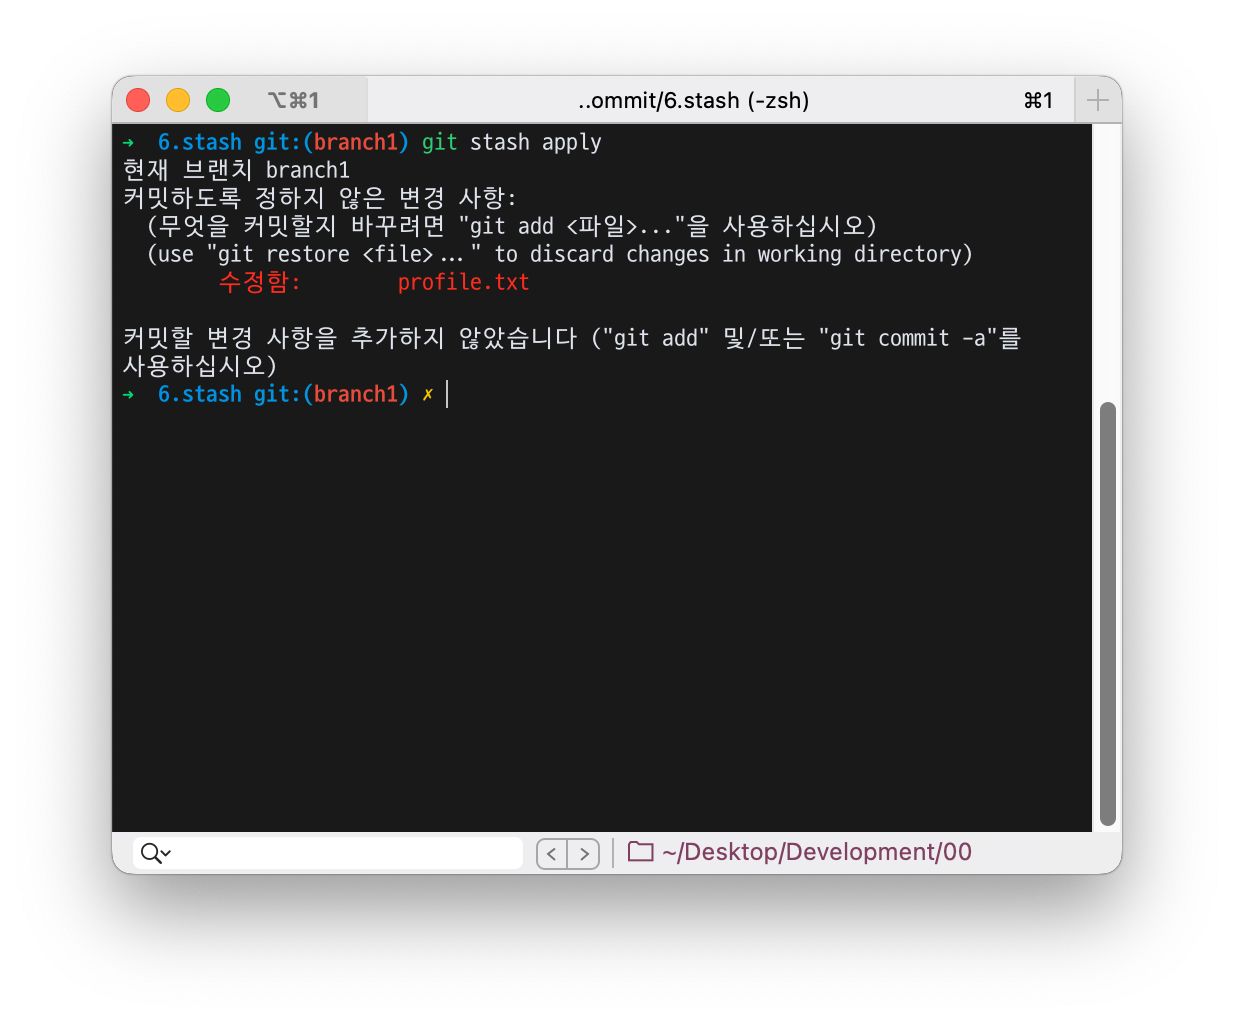 ⌥⌘1
..ommit/6.stash (-zsh)
⌘1
➜  6.stash git:(branch1) git stash apply
현재 브랜치 branch1
커밋하도록 정하지 않은 변경 사항:
  (무엇을 커밋할지 바꾸려면 "git add <파일>..."을 사용하십시오)
  (use "git restore <file>..." to discard changes in working directory)
        수정함:        profile.txt
커밋할 변경 사항을 추가하지 않았습니다 ("git add" 및/또는 "git commit -a"를
사용하십시오)
➜  6.stash git:(branch1) ✗
~/Desktop/Development/00